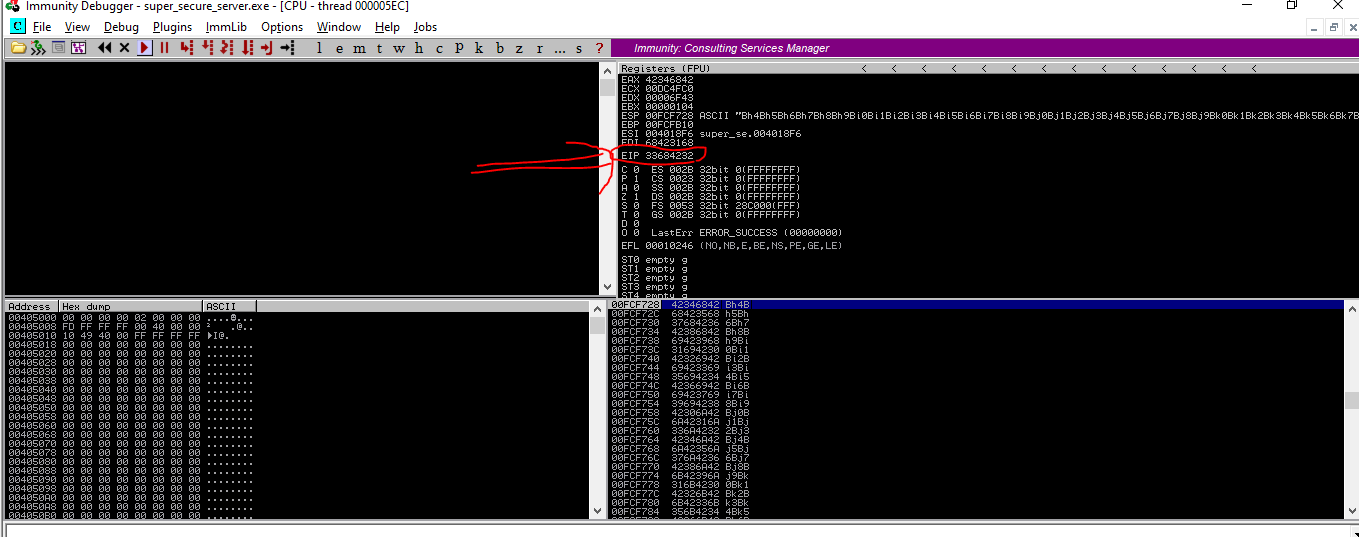 Immunity Debugger - super_secure_server.exe - [CPU - thread 000005EC]
C File View Debug Plugins ImmLib Options Window Help Jobs
l e m t w h c p k b z r ... s ? Immunity: Consulting Services Manager
Registers (FPU) < < < < < < < < < < < < < <
EAX 42346842
ECX 00DC4FC0
EDX 00006F43
EBX 00000104
ESP 00FCF728 ASCII "Bh4Bh5Bh6Bh7Bh8Bh9Bi0Bi1Bi2Bi3Bi4Bi5Bi6Bi7Bi8Bi9Bj0Bj1Bj2Bj3Bj4Bj5Bj6Bj7Bj8Bj9Bk0Bk1Bk2Bk3Bk4Bk5Bk6Bk7B
EBP 00FCFB10
ESI 004018F6 super_se.004018F6
EDI 68423168
EIP 33684232
C 0 ES 002B 32bit 0(FFFFFFFF)
P 1 CS 0023 32bit 0(FFFFFFFF)
A 0 SS 002B 32bit 0(FFFFFFFF)
Z 1 DS 002B 32bit 0(FFFFFFFF)
S 0 FS 0053 32bit 28C000(FFF)
T 0 GS 002B 32bit 0(FFFFFFFF)
D 0
O 0 LastErr ERROR_SUCCESS (00000000)
EFL 00010246 (NO,NB,E,BE,NS,PE,GE,LE)
ST0 empty g
ST1 empty g
ST2 empty g
ST3 empty g
ST4 empty g
Address Hex dump ASCII
00405000 00 00 00 00 02 00 00 00 ....☻...
00405008 FD FF FF FF 00 40 00 00 ² .@..
00405010 10 49 40 00 FF FF FF FF ►I@.
00405018 00 00 00 00 00 00 00 00 ........
00405020 00 00 00 00 00 00 00 00 ........
00405028 00 00 00 00 00 00 00 00 ........
00405030 00 00 00 00 00 00 00 00 ........
00405038 00 00 00 00 00 00 00 00 ........
00405040 00 00 00 00 00 00 00 00 ........
00405048 00 00 00 00 00 00 00 00 ........
00405050 00 00 00 00 00 00 00 00 ........
00405058 00 00 00 00 00 00 00 00 ........
00405060 00 00 00 00 00 00 00 00 ........
00405068 00 00 00 00 00 00 00 00 ........
00405070 00 00 00 00 00 00 00 00 ........
00405078 00 00 00 00 00 00 00 00 ........
00405080 00 00 00 00 00 00 00 00 ........
00405088 00 00 00 00 00 00 00 00 ........
00405090 00 00 00 00 00 00 00 00 ........
00405098 00 00 00 00 00 00 00 00 ........
004050A0 00 00 00 00 00 00 00 00 ........
004050A8 00 00 00 00 00 00 00 00 ........
004050B0 00 00 00 00 00 00 00 00 ........
00FCF728 42346842 Bh4B
00FCF72C 68423568 h5Bh
00FCF730 37684236 6Bh7
00FCF734 42386842 Bh8B
00FCF738 69423968 h9Bi
00FCF73C 31694230 0Bi1
00FCF740 42326942 Bi2B
00FCF744 69423369 i3Bi
00FCF748 35694234 4Bi5
00FCF74C 42366942 Bi6B
00FCF750 69423769 i7Bi
00FCF754 39694238 8Bi9
00FCF758 42306A42 Bj0B
00FCF75C 6A42316A j1Bj
00FCF760 336A4232 2Bj3
00FCF764 42346A42 Bj4B
00FCF768 6A42356A j5Bj
00FCF76C 376A4236 6Bj7
00FCF770 42386A42 Bj8B
00FCF774 6B42396A j9Bk
00FCF778 316B4230 0Bk1
00FCF77C 42326B42 Bk2B
00FCF780 6B42336B k3Bk
00FCF784 356B4234 4Bk5